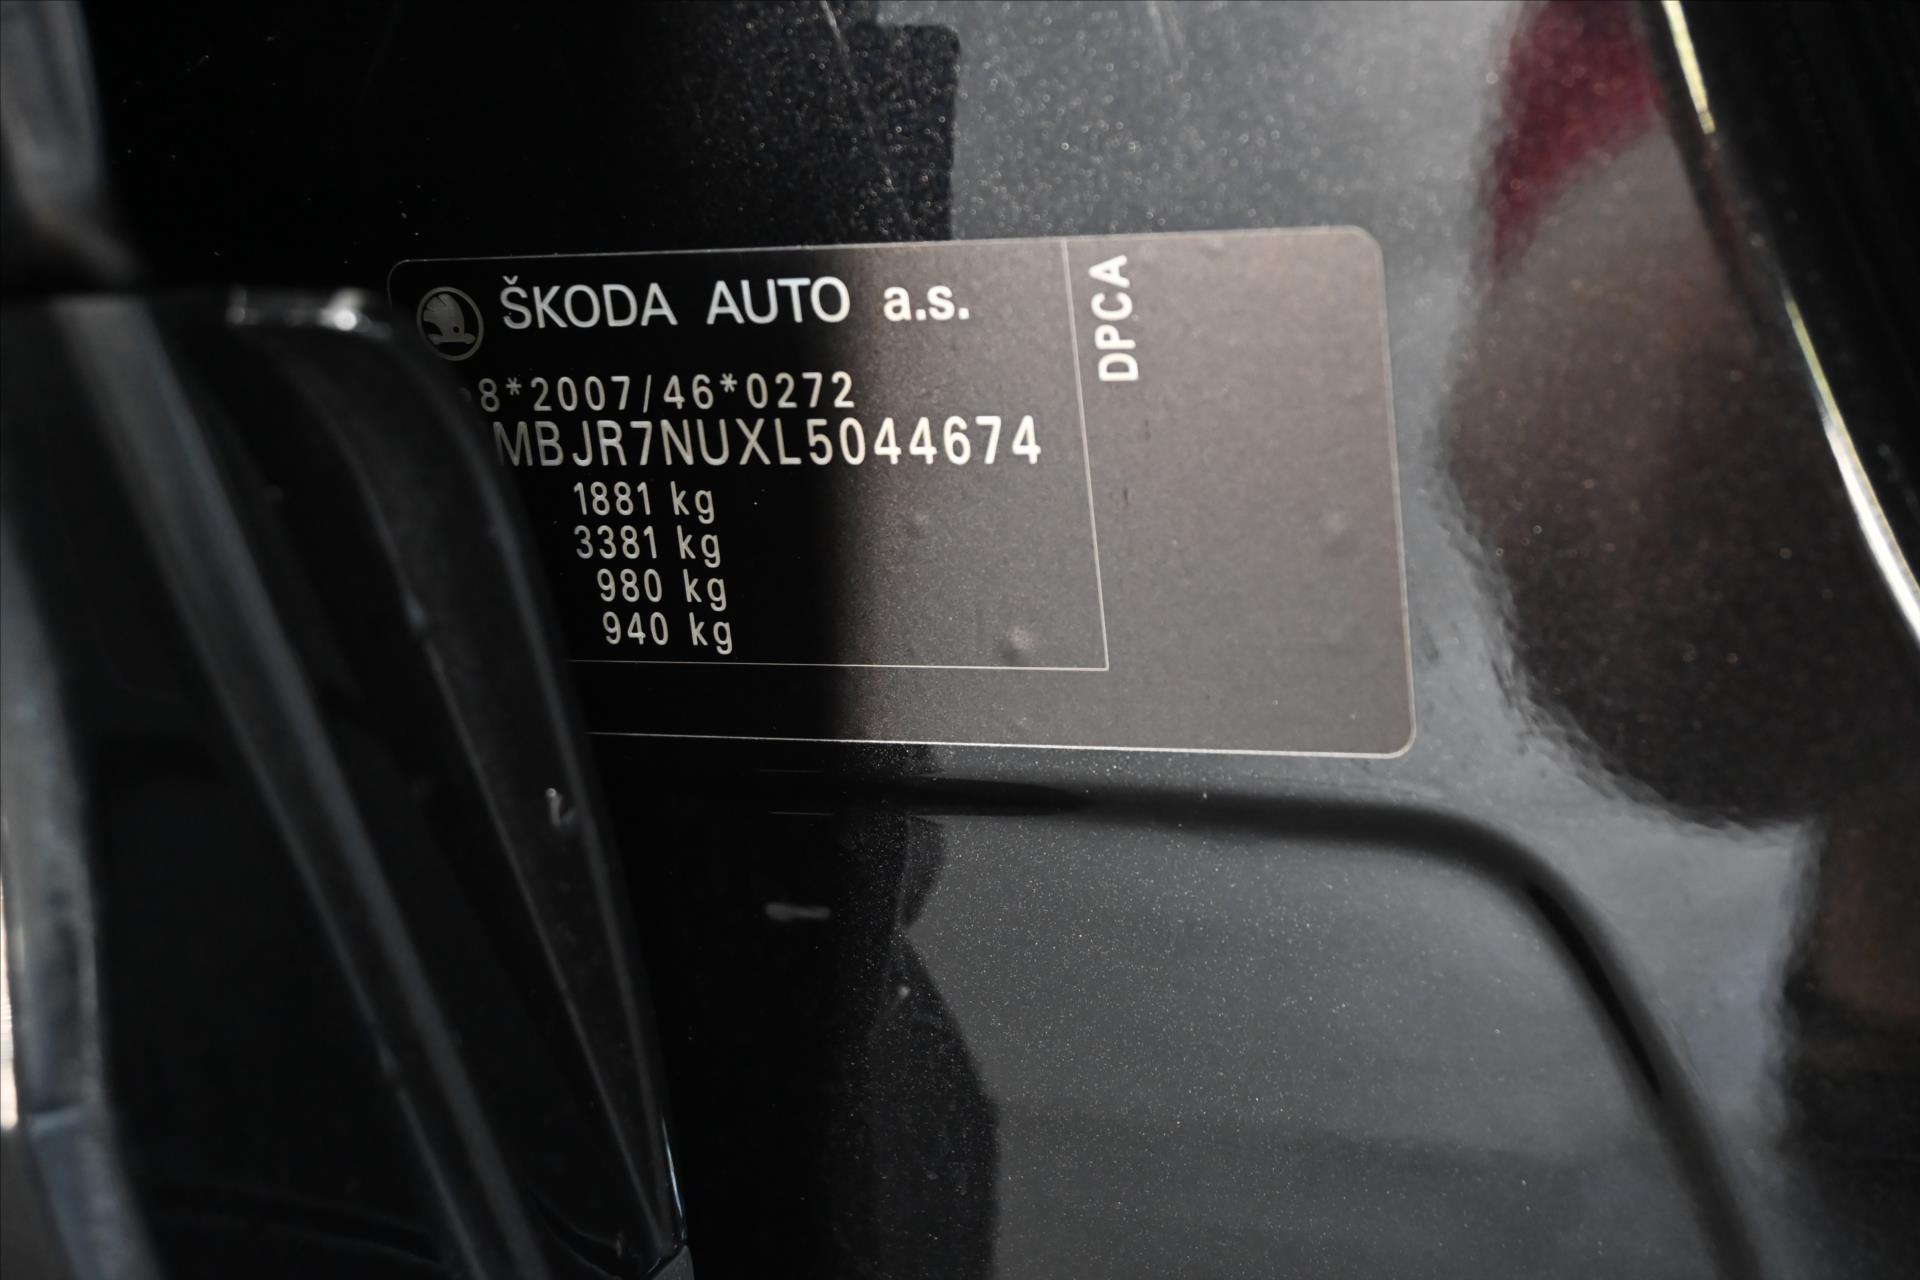 ŠKODA AUTO a.s.
DPCA
8*2007/46*0272
MBJR7NUXL5044674
1881 kg
3381 kg
980 kg
940 kg